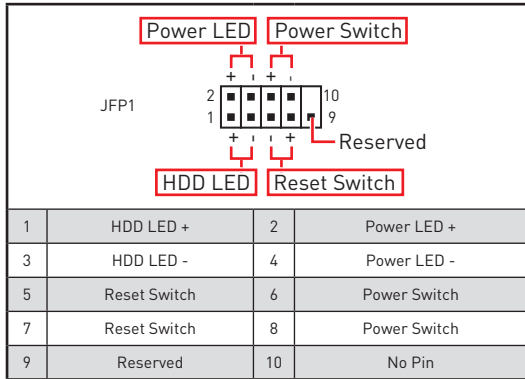 Power LED Power Switch
+ - + -
JFP1
2 10
1 9
+ - - +
Reserved
HDD LED Reset Switch
1 HDD LED + 2 Power LED +
3 HDD LED - 4 Power LED -
5 Reset Switch 6 Power Switch
7 Reset Switch 8 Power Switch
9 Reserved 10 No Pin